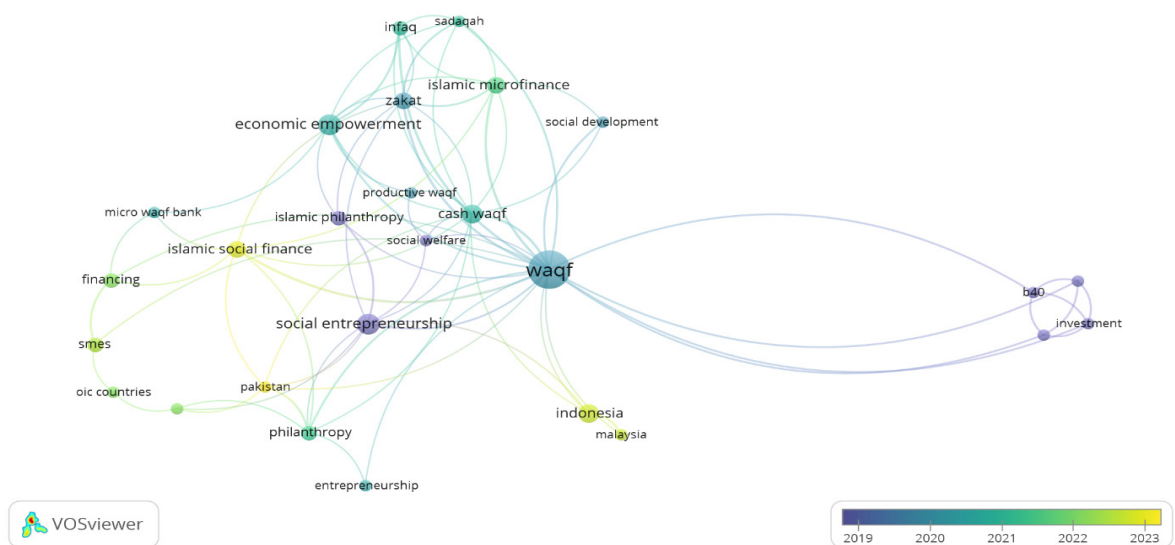 sadaqah
infaq
islamic microfinance
zakat
economic empowerment
social development
productive waqf
micro waqf bank
islamic philanthropy
cash waqf
social welfare
islamic social finance
waqf
financing
b40
social entrepreneurship
investment
smes
pakistan
oic countries
indonesia
philanthropy
malaysia
entrepreneurship
VOSviewer
2019 2020 2021 2022 2023